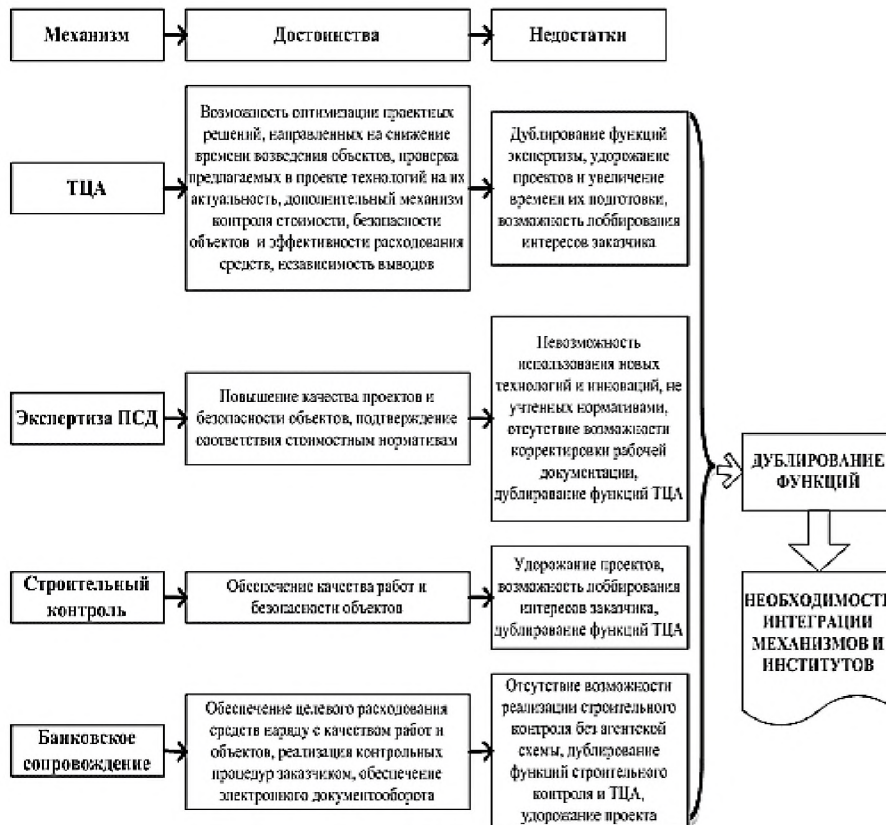 Механизм
Достоинства
Недостатки
ТЦА
Возможность оптимизации проектных
решений, направленных на снижение
времени возведения объектов, проверка
предлагаемых в проекте технологий на их
актуальность, дополнительный механизм
контроля стоимости, безопасности
объектов и эффективности расходования
средств, независимость выводов
Дублирование функций
экспертизы, удорожание
проектов и увеличение
времени их подготовки,
возможность лоббирования
интересов заказчика
Экспертиза ПСД
Повышение качества проектов и
безопасности объектов, подтверждение
соответствия стоимостным нормативам
Невозможность
использования новых
технологий и инноваций, не
учтенных нормативами,
отсутствие возможности
корректировки рабочей
документации,
дублирование функций ТЦА
Строительный
контроль
Обеспечение качества работ и
безопасности объектов
Удорожание проектов,
возможность лоббирования
интересов заказчика,
дублирование функций ТЦА
Банковское
сопровождение
Обеспечение целевого расходования
средств наряду с качеством работ и
объектов, реализация контрольных
процедур заказчиком, обеспечение
электронного документооборота
Отсутствие возможности
реализации строительного
контроля без агентской
схемы, дублирование
функций строительного
контроля и ТЦА,
удорожание проекта
ДУБЛИРОВАНИЕ
ФУНКЦИЙ
НЕОБХОДИМОСТЬ
ИНТЕГРАЦИИ
МЕХАНИЗМОВ И
ИНСТИТУТОВ